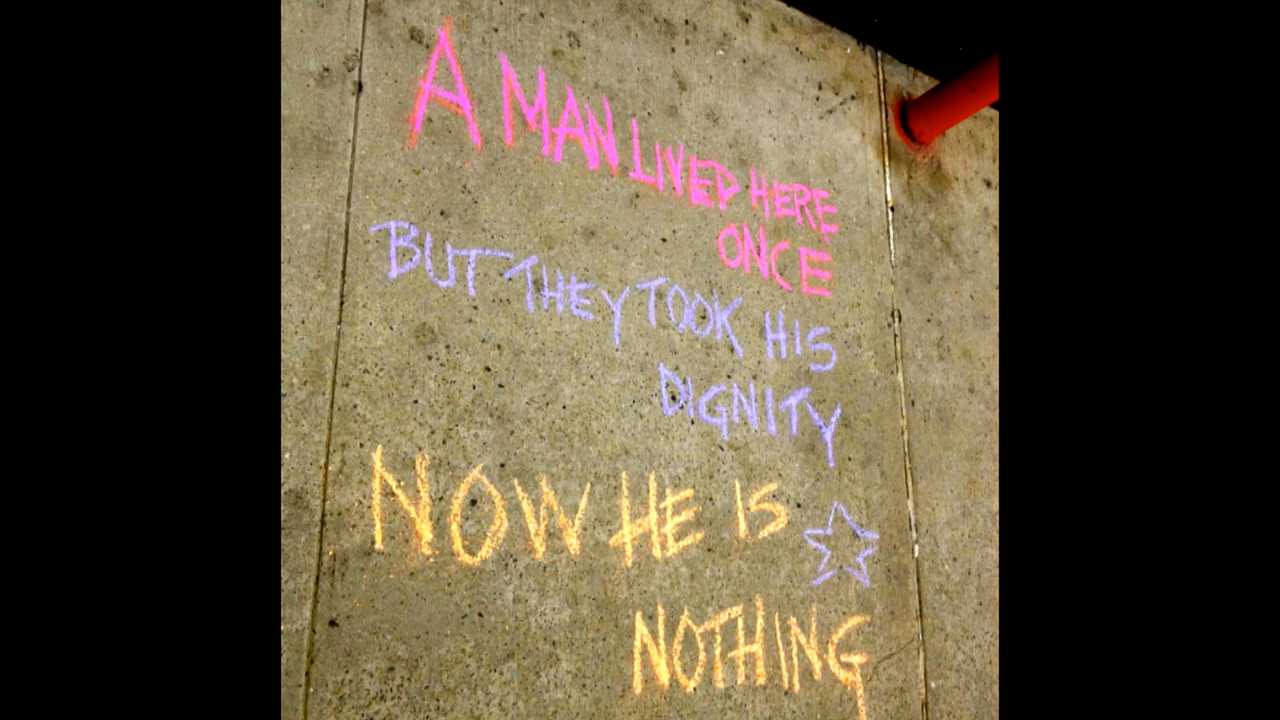 A MAN LIVED HERE
ONCE
BUT THEY TOOK HIS
DIGNITY
NOW HE IS
NOTHING